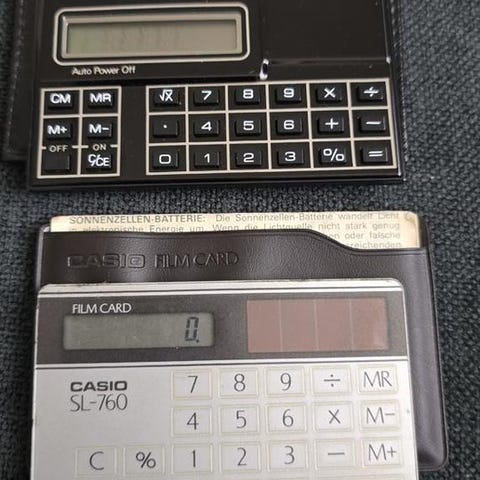 Auto Power Off
CM MR √X 7 8 9 × ÷
M+ M- · 4 5 6 + −
OFF ON
C/CE 0 1 2 3 % =
SONNENZELLEN-BATTERIE: Die Sonnenzellen-Batterie wandelt Licht
in elektronische Energie um. Wenn die Lichtquelle nicht stark genug
oder falsche
CASIO FILM CARD
FILM CARD
0.
CASIO
SL-760
7 8 9 ÷ MR
4 5 6 × M−
C % 1 2 3 − M+